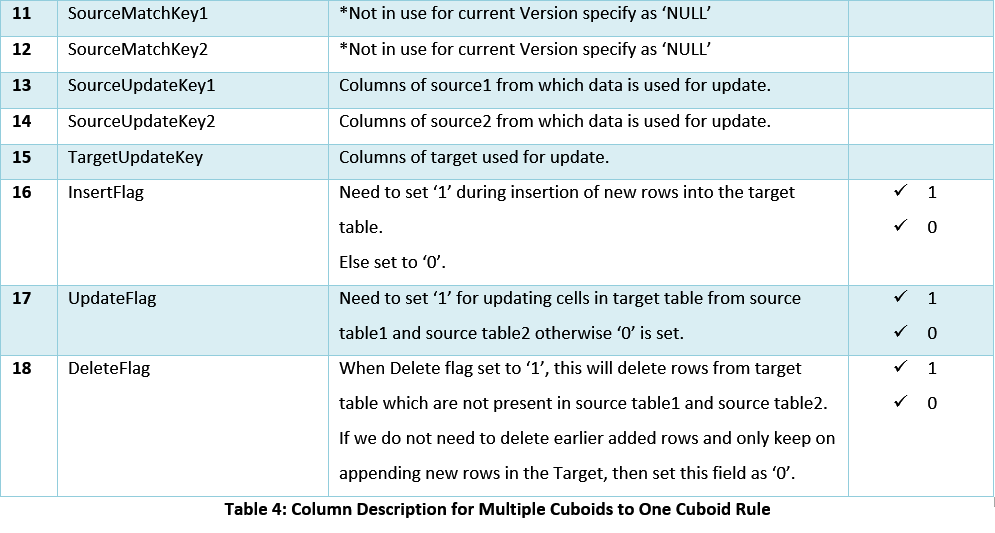 11 SourceMatchKey1 *Not in use for current Version specify as ‘NULL’
12 SourceMatchKey2 *Not in use for current Version specify as ‘NULL’
13 SourceUpdateKey1 Columns of source1 from which data is used for update.
14 SourceUpdateKey2 Columns of source2 from which data is used for update.
15 TargetUpdateKey Columns of target used for update.
16 InsertFlag Need to set ‘1’ during insertion of new rows into the target ✓ 1
table. ✓ 0
Else set to ‘0’.
17 UpdateFlag Need to set ‘1’ for updating cells in target table from source ✓ 1
table1 and source table2 otherwise ‘0’ is set. ✓ 0
18 DeleteFlag When Delete flag set to ‘1’, this will delete rows from target ✓ 1
table which are not present in source table1 and source table2. ✓ 0
If we do not need to delete earlier added rows and only keep on
appending new rows in the Target, then set this field as ‘0’.
Table 4: Column Description for Multiple Cuboids to One Cuboid Rule